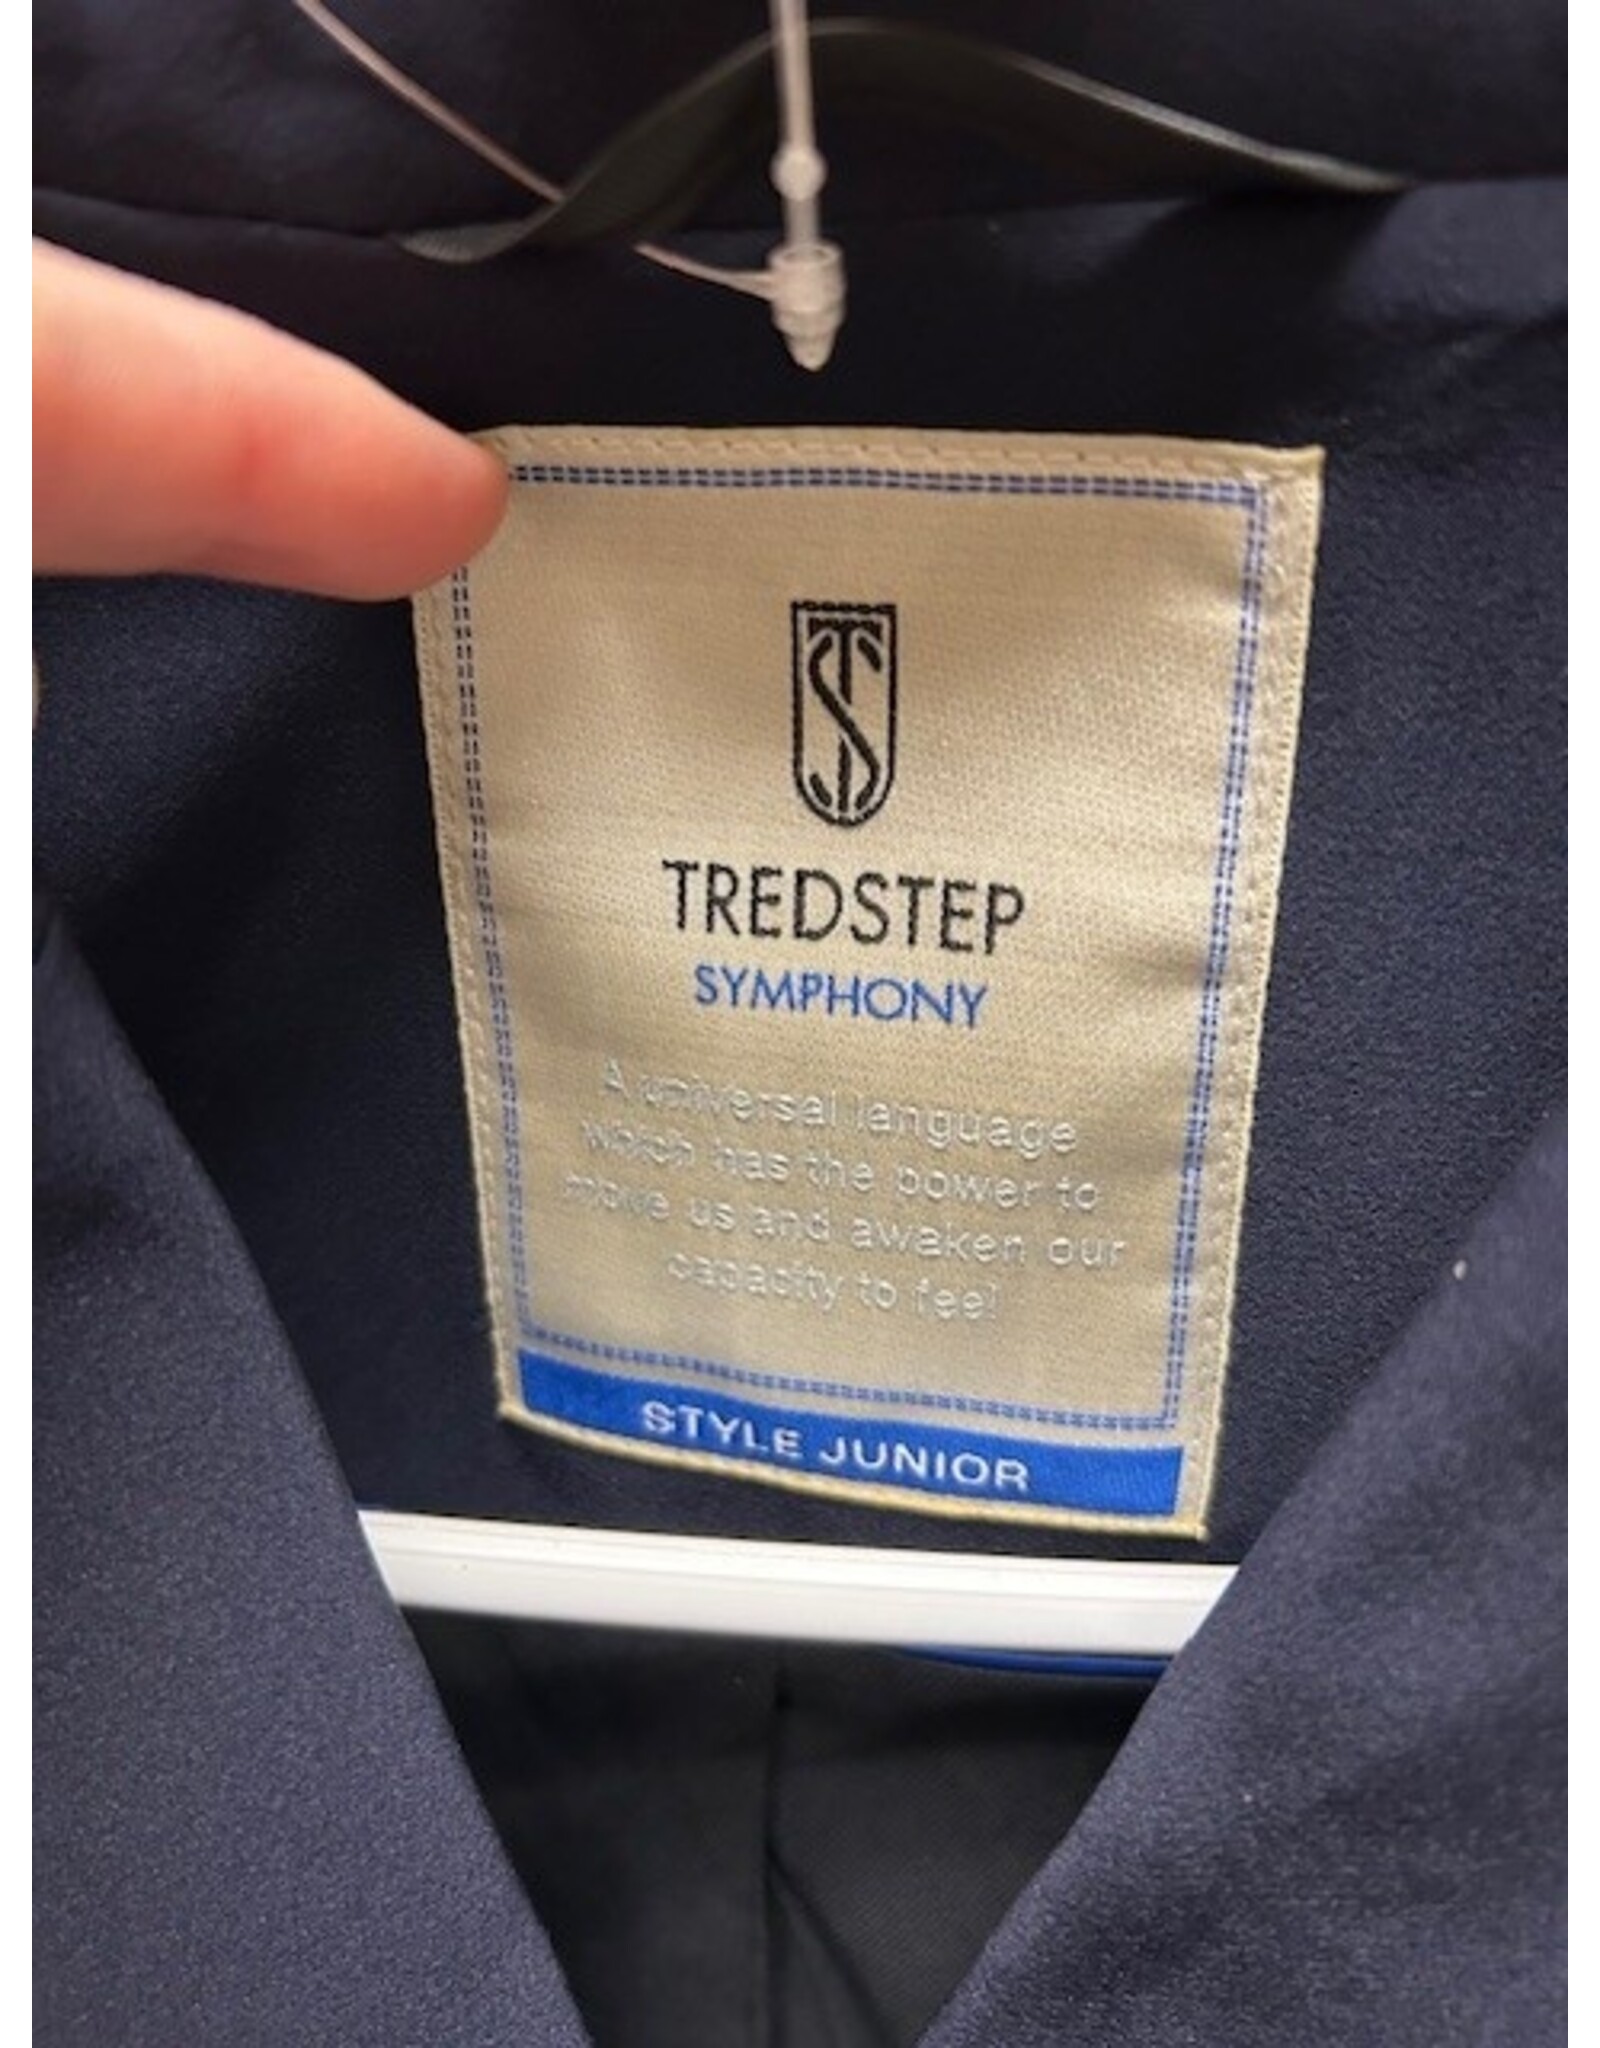 TS
TREDSTEP
SYMPHONY
A universal language
which has the power to
move us and awaken our
capacity to feel
STYLE JUNIOR